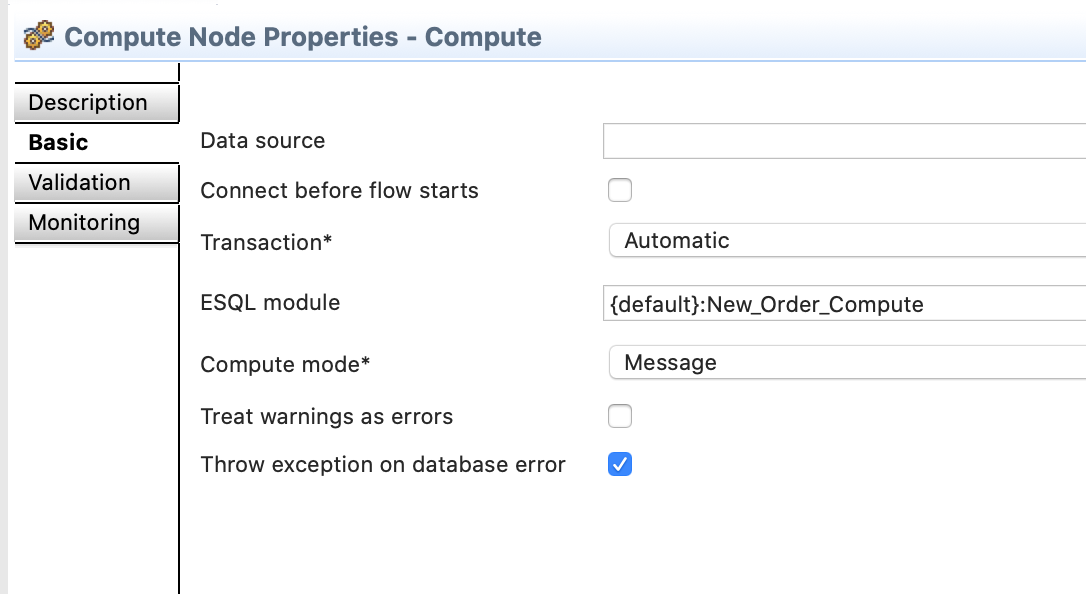 Compute Node Properties - Compute
Description
Basic
Validation
Monitoring
Data source
Connect before flow starts
Transaction* Automatic
ESQL module {default}:New_Order_Compute
Compute mode* Message
Treat warnings as errors
Throw exception on database error